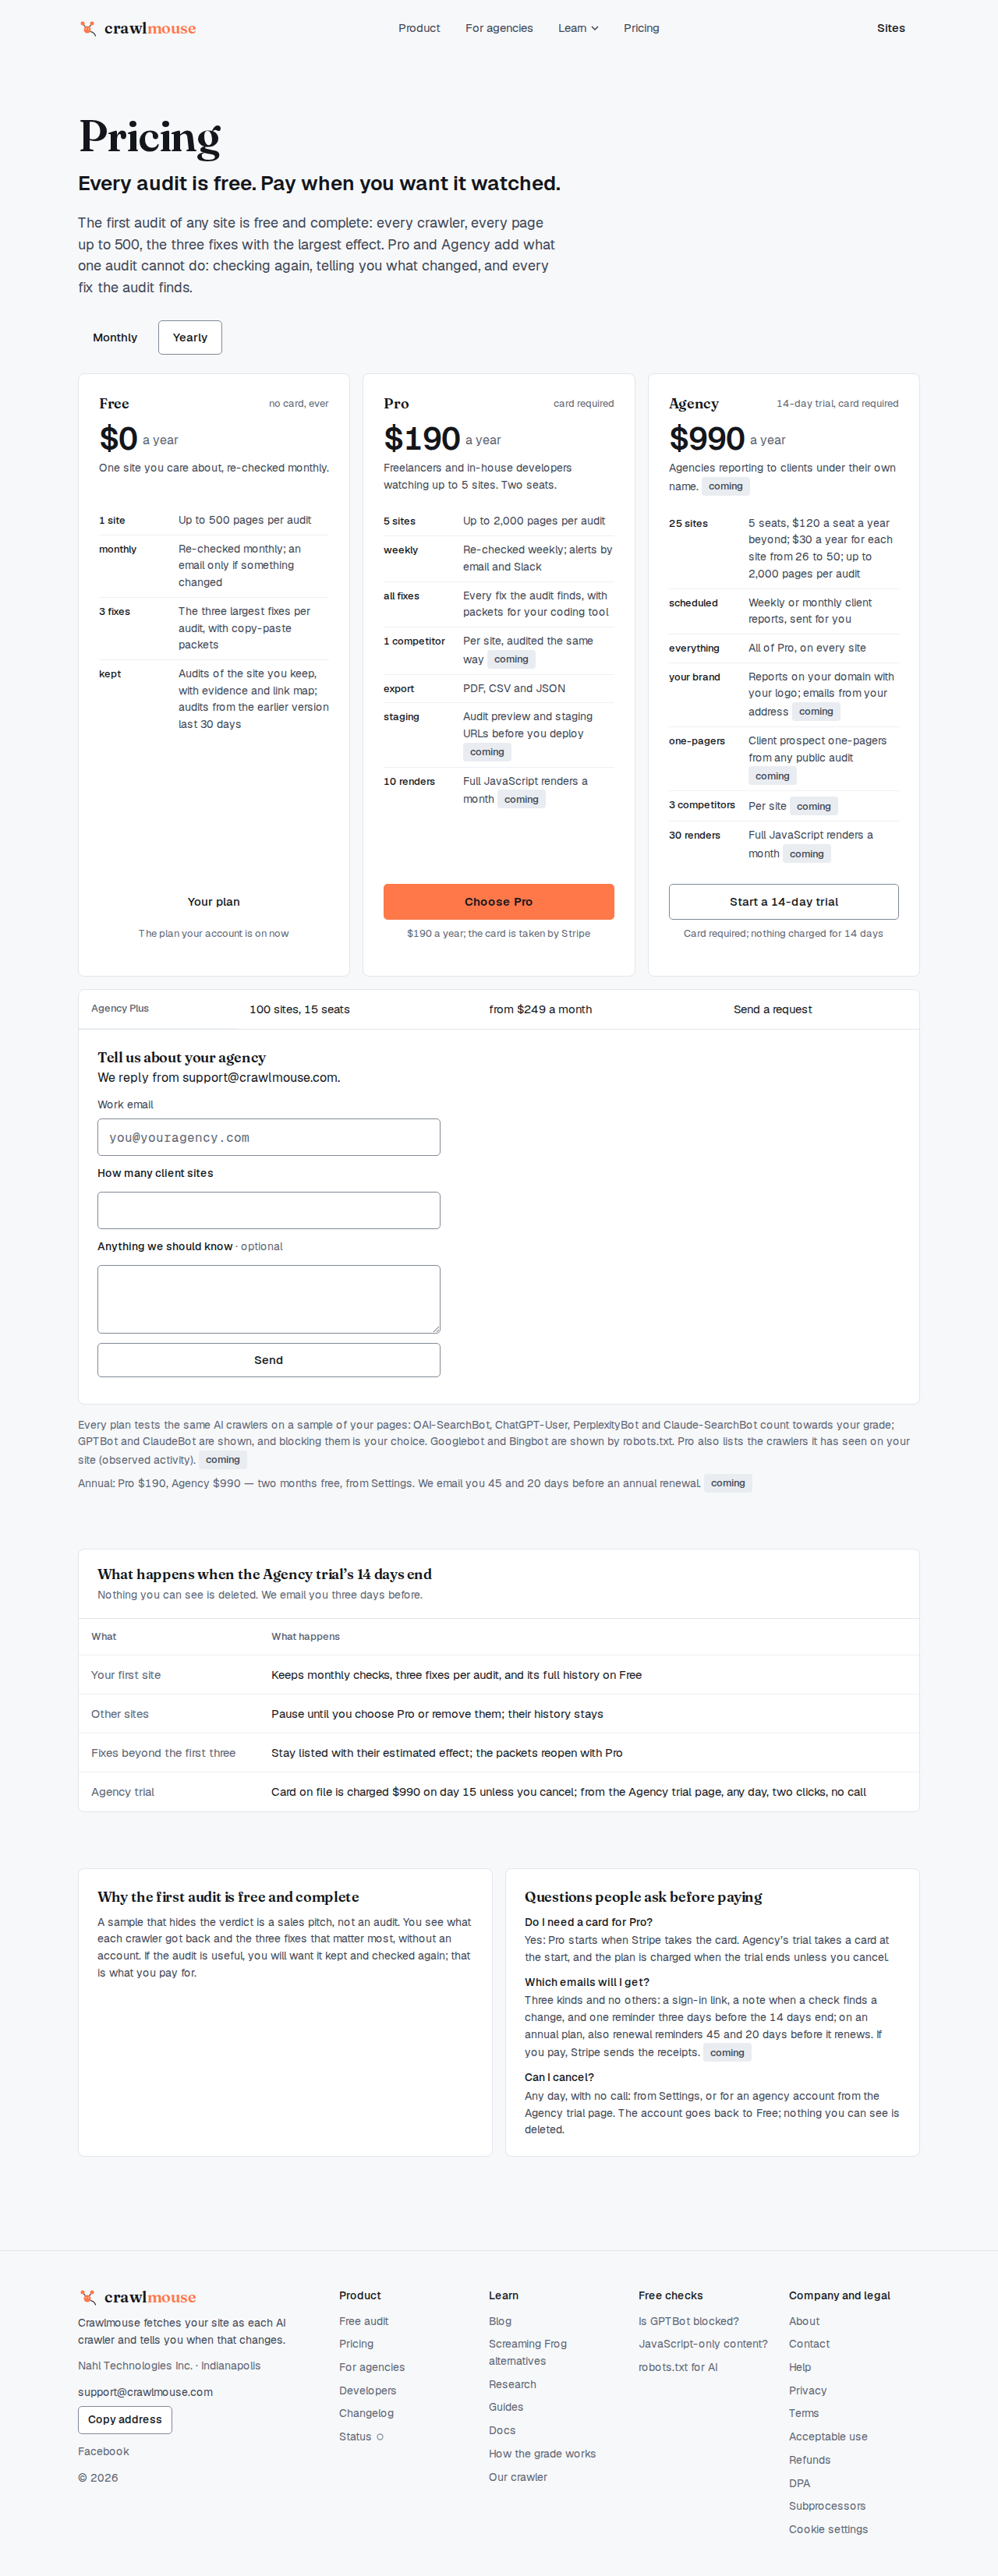 crawlmouse
Product
For agencies
Learn
Pricing
Sites
Pricing
Every audit is free. Pay when you want it watched.
The first audit of any site is free and complete: every crawler, every page
up to 500, the three fixes with the largest effect. Pro and Agency add what
one audit cannot do: checking again, telling you what changed, and every
fix the audit finds.
Monthly
Yearly
Free
no card, ever
$0 a year
One site you care about, re-checked monthly.
1 site
Up to 500 pages per audit
monthly
Re-checked monthly; an
email only if something
changed
3 fixes
The three largest fixes per
audit, with copy-paste
packets
kept
Audits of the site you keep,
with evidence and link map;
audits from the earlier version
last 30 days
Your plan
The plan your account is on now
Pro
card required
$190 a year
Freelancers and in-house developers
watching up to 5 sites. Two seats.
5 sites
Up to 2,000 pages per audit
weekly
Re-checked weekly; alerts by
email and Slack
all fixes
Every fix the audit finds, with
packets for your coding tool
1 competitor
Per site, audited the same
way coming
export
PDF, CSV and JSON
staging
Audit preview and staging
URLs before you deploy
coming
10 renders
Full JavaScript renders a
month coming
Choose Pro
$190 a year; the card is taken by Stripe
Agency
14-day trial, card required
$990 a year
Agencies reporting to clients under their own
name. coming
25 sites
5 seats, $120 a seat a year
beyond; $30 a year for each
site from 26 to 50; up to
2,000 pages per audit
scheduled
Weekly or monthly client
reports, sent for you
everything
All of Pro, on every site
your brand
Reports on your domain with
your logo; emails from your
address coming
one-pagers
Client prospect one-pagers
from any public audit
coming
3 competitors
Per site coming
30 renders
Full JavaScript renders a
month coming
Start a 14-day trial
Card required; nothing charged for 14 days
Agency Plus
100 sites, 15 seats
from $249 a month
Send a request
Tell us about your agency
We reply from support@crawlmouse.com.
Work email
you@youragency.com
How many client sites
Anything we should know · optional
Send
Every plan tests the same AI crawlers on a sample of pages: OAI-SearchBot, ChatGPT-User, PerplexityBot and Claude-SearchBot count towards your grade;
GPTBot and ClaudeBot are shown, and blocking them is your choice. Googlebot and Bingbot are shown by robots.txt. Pro also lists the crawlers it has seen on your
site (observed activity). coming
Annual: Pro $190, Agency $990 — two months free, from Settings. We email you 45 and 20 days before an annual renewal. coming
What happens when the Agency trial's 14 days end
Nothing you can see is deleted. We email you three days before.
What
What happens
Your first site
Keeps monthly checks, three fixes per audit, and its full history on Free
Other sites
Pause until you choose Pro or remove them; their history stays
Fixes beyond the first three
Stay listed with their estimated effect; the packets reopen with Pro
Agency trial
Card on file is charged $990 on day 15 unless you cancel; from the Agency trial page, any day, two clicks, no call
Why the first audit is free and complete
A sample that hides the verdict is a sales pitch, not an audit. You see what
each crawler got back and the three fixes that matter most, without an
account. If the audit is useful, you will want it kept and checked again; that
is what you pay for.
Questions people ask before paying
Do I need a card for Pro?
Yes: Pro starts when Stripe takes the card. Agency's trial takes a card at
the start, and the plan is charged when the trial ends unless you cancel.
Which emails will I get?
Three kinds and no others: a sign-in link, a note when a check finds a
change, and one reminder three days before the 14 days end; on an
annual plan, also renewal reminders 45 and 20 days before it renews. If
you pay, Stripe sends the receipts. coming
Can I cancel?
Any day, with no call: from Settings, or for an agency account from the
Agency trial page. The account goes back to Free; nothing you can see is
deleted.
crawlmouse
Crawlmouse fetches your site as each AI
crawler and tells you when that changes.
Nahl Technologies Inc. · Indianapolis
support@crawlmouse.com
Copy address
Facebook
© 2026
Product
Free audit
Pricing
For agencies
Developers
Changelog
Status
Learn
Blog
Screaming Frog
alternatives
Research
Guides
Docs
How the grade works
Our crawler
Free checks
Is GPTBot blocked?
JavaScript-only content?
robots.txt for AI
Company and legal
About
Contact
Help
Privacy
Terms
Acceptable use
Refunds
DPA
Subprocessors
Cookie settings